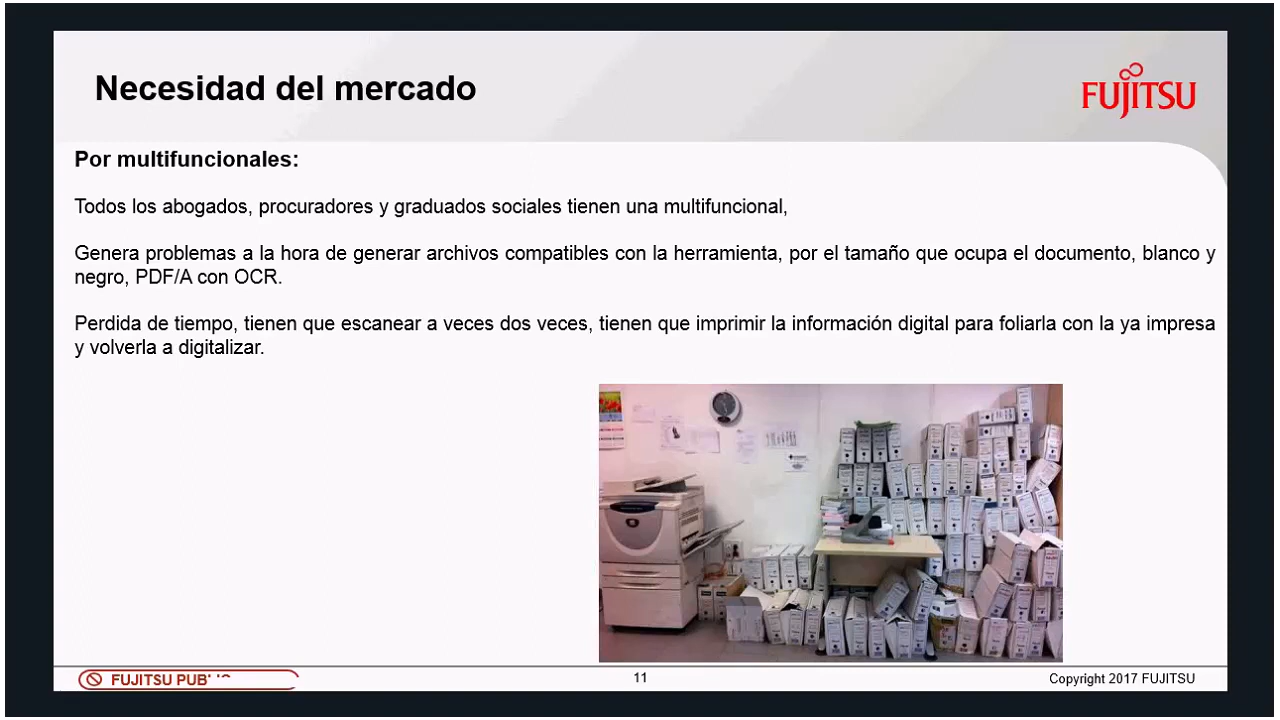 Necesidad del mercado
FUJITSU
Por multifuncionales:
Todos los abogados, procuradores y graduados sociales tienen una multifuncional,
Genera problemas a la hora de generar archivos compatibles con la herramienta, por el tamaño que ocupa el documento, blanco y
negro, PDF/A con OCR.
Perdida de tiempo, tienen que escanear a veces dos veces, tienen que imprimir la información digital para foliarla con la ya impresa
y volverla a digitalizar.
FUJITSU
11
Copyright 2017 FUJITSU